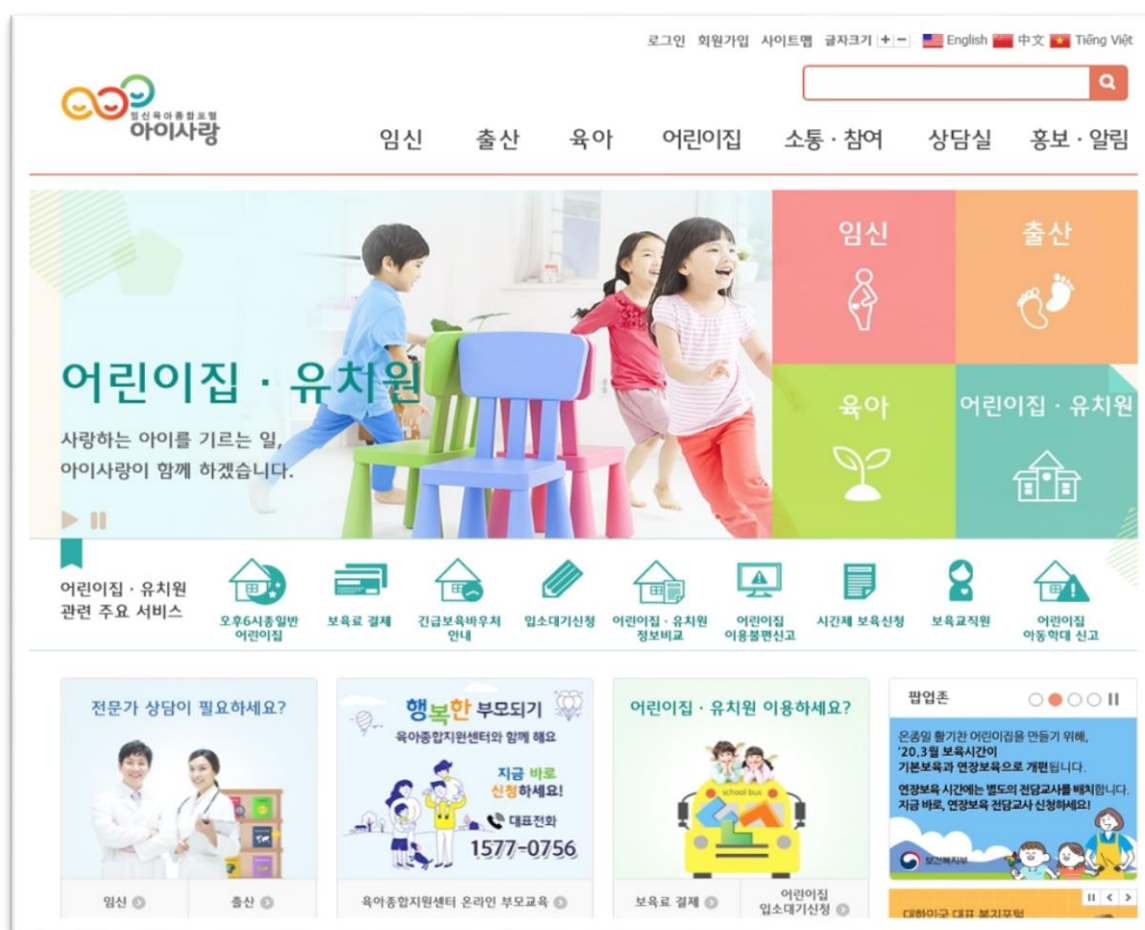 로그인 회원가입 사이트맵 글자크기 + - English 中文 Tiếng Việt
임신육아종합포털
아이사랑
임신 출산 육아 어린이집 소통 · 참여 상담실 홍보 · 알림
어린이집 · 유치원
사랑하는 아이를 기르는 일,
아이사랑이 함께 하겠습니다.
임신
출산
육아
어린이집 · 유치원
어린이집 · 유치원
관련 주요 서비스
오후6시종일반
어린이집
보육료 결제
긴급보육바우처
안내
입소대기신청
어린이집 · 유치원
정보비교
어린이집
이용불편신고
시간제 보육신청
보육교직원
어린이집
아동학대 신고
전문가 상담이 필요하세요?
임신
출산
행복한 부모되기
육아종합지원센터와 함께 해요
지금 바로
신청하세요!
대표전화
1577-0756
육아종합지원센터 온라인 부모교육
어린이집 · 유치원 이용하세요?
school bus
보육료 결제
어린이집
입소대기신청
팝업존
온종일 활기찬 어린이집을 만들기 위해,
'20.3월 보육시간이
기본보육과 연장보육으로 개편됩니다.
연장보육 시간에는 별도의 전담교사를 배치합니다.
지금 바로, 연장보육 전담교사 신청하세요!
보건복지부
대한민국 대표 복지포털